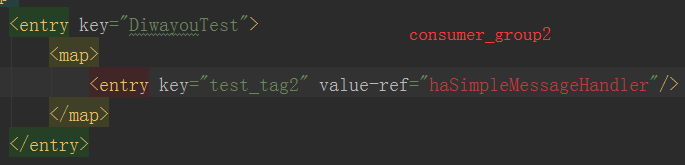 <entry key="DiwayouTest">
consumer_group2
<map>
<entry key="test_tag2" value-ref="haSimpleMessageHandler"/>
</map>
</entry>